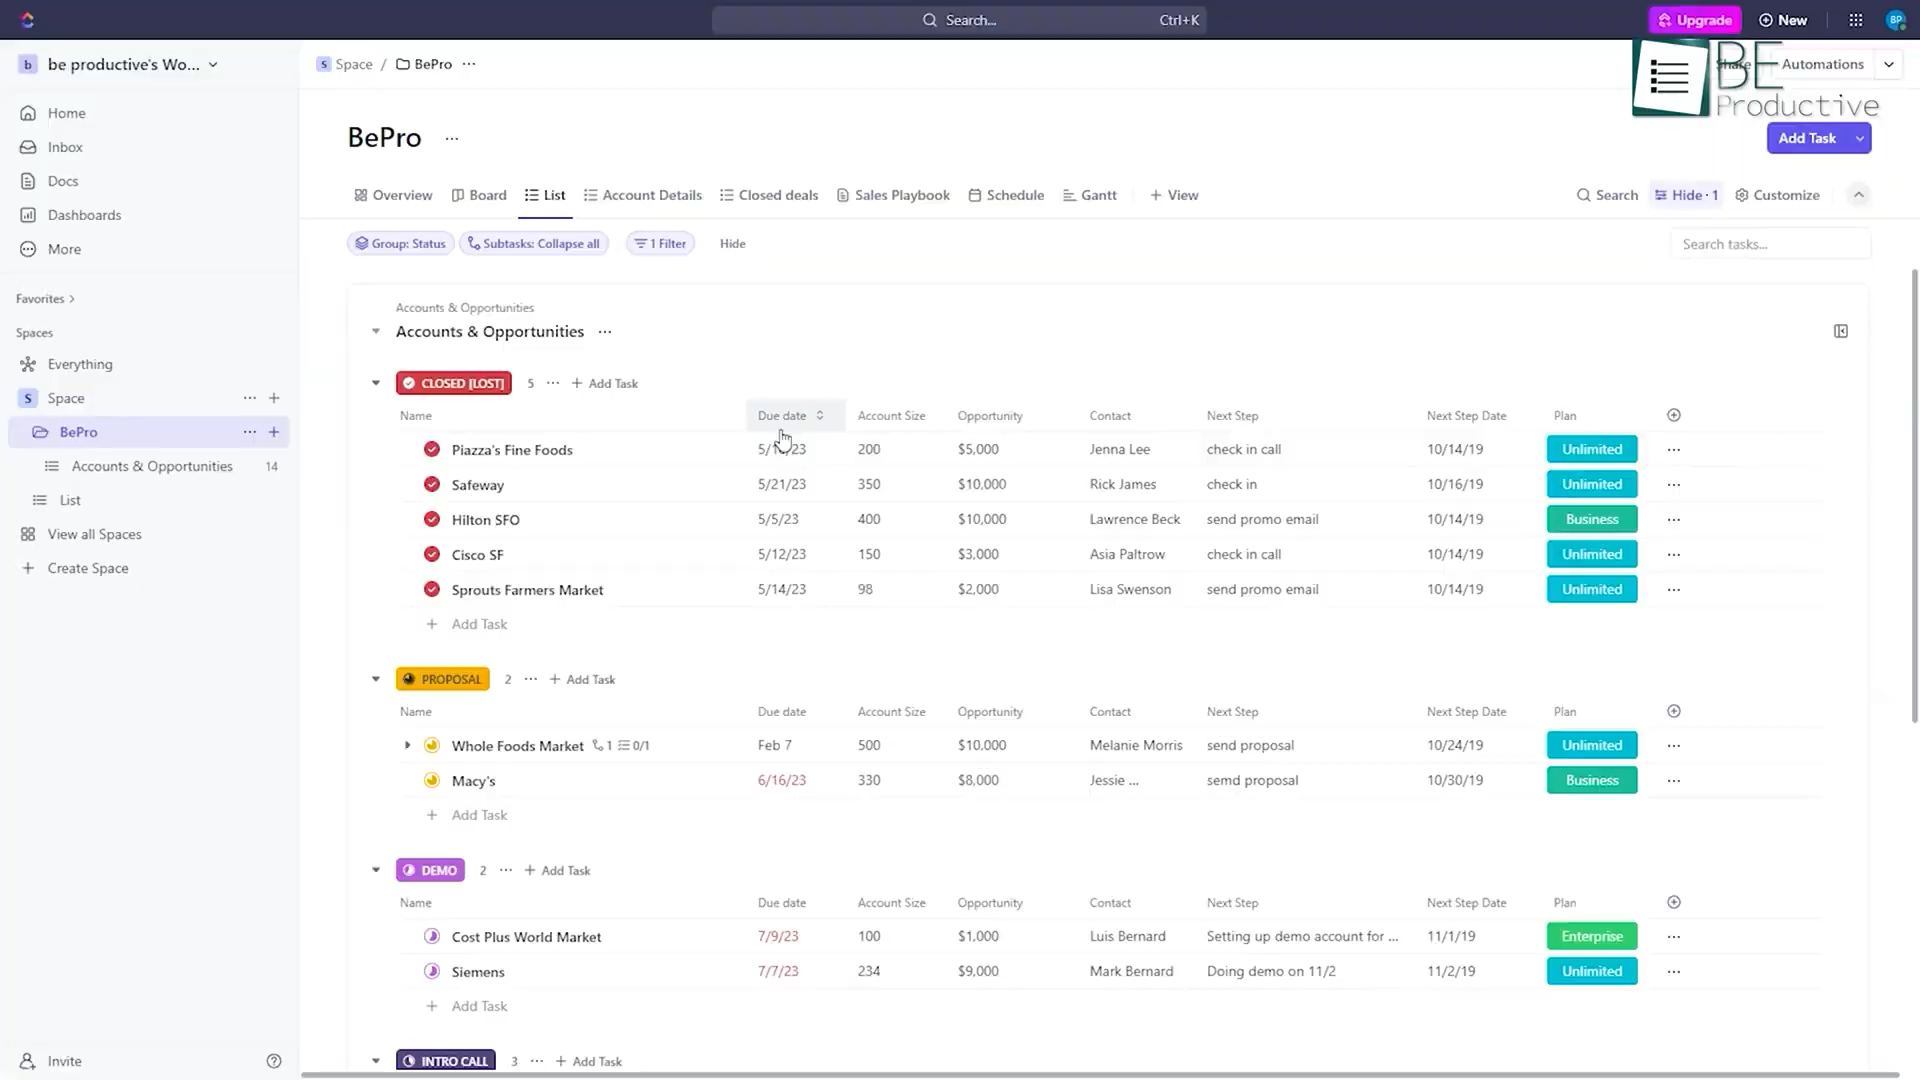 Search... Ctrl+K Upgrade New BP
b be productive's Wo...
S Space / BePro ... Share Automations
BE
Productive
Home
Inbox
Docs
Dashboards
More
Favorites
Spaces
Everything
S Space
BePro
Accounts & Opportunities 14
List
View all Spaces
Create Space
Invite
BePro ...
Add Task
Overview Board List Account Details Closed deals Sales Playbook Schedule Gantt + View Search Hide · 1 Customize
Group: Status Subtasks: Collapse all 1 Filter Hide Search tasks...
Accounts & Opportunities
Accounts & Opportunities ...
CLOSED [LOST] 5 ... + Add Task
Name Due date Account Size Opportunity Contact Next Step Next Step Date Plan
Piazza's Fine Foods 200 $5,000 Jenna Lee check in call 10/14/19 Unlimited ...
Safeway 5/21/23 350 $10,000 Rick James check in 10/16/19 Unlimited ...
Hilton SFO 5/5/23 400 $10,000 Lawrence Beck send promo email 10/14/19 Business ...
Cisco SF 5/12/23 150 $3,000 Asia Paltrow check in call 10/14/19 Unlimited ...
Sprouts Farmers Market 5/14/23 98 $2,000 Lisa Swenson send promo email 10/14/19 Unlimited ...
+ Add Task
PROPOSAL 2 ... + Add Task
Name Due date Account Size Opportunity Contact Next Step Next Step Date Plan
Whole Foods Market 1 0/1 Feb 7 500 $10,000 Melanie Morris send proposal 10/24/19 Unlimited ...
Macy's 6/16/23 330 $8,000 Jessie ... semd proposal 10/30/19 Business ...
+ Add Task
DEMO 2 ... + Add Task
Name Due date Account Size Opportunity Contact Next Step Next Step Date Plan
Cost Plus World Market 7/9/23 100 $1,000 Luis Bernard Setting up demo account for ... 11/1/19 Enterprise ...
Siemens 7/7/23 234 $9,000 Mark Bernard Doing demo on 11/2 11/2/19 Unlimited ...
+ Add Task
INTRO CALL 3 ... + Add Task